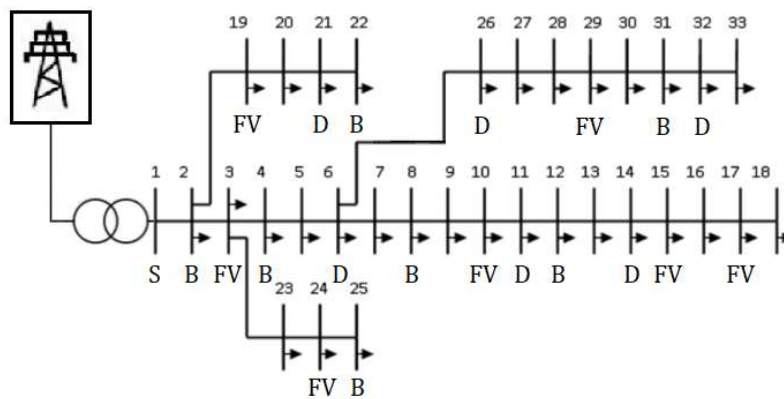 19 20 21 22 26 27 28 29 30 31 32 33
FV D B D FV B D
1 2 3 4 5 6 7 8 9 10 11 12 13 14 15 16 17 18
S B FV B D B FV D B D FV FV
23 24 25
FV B